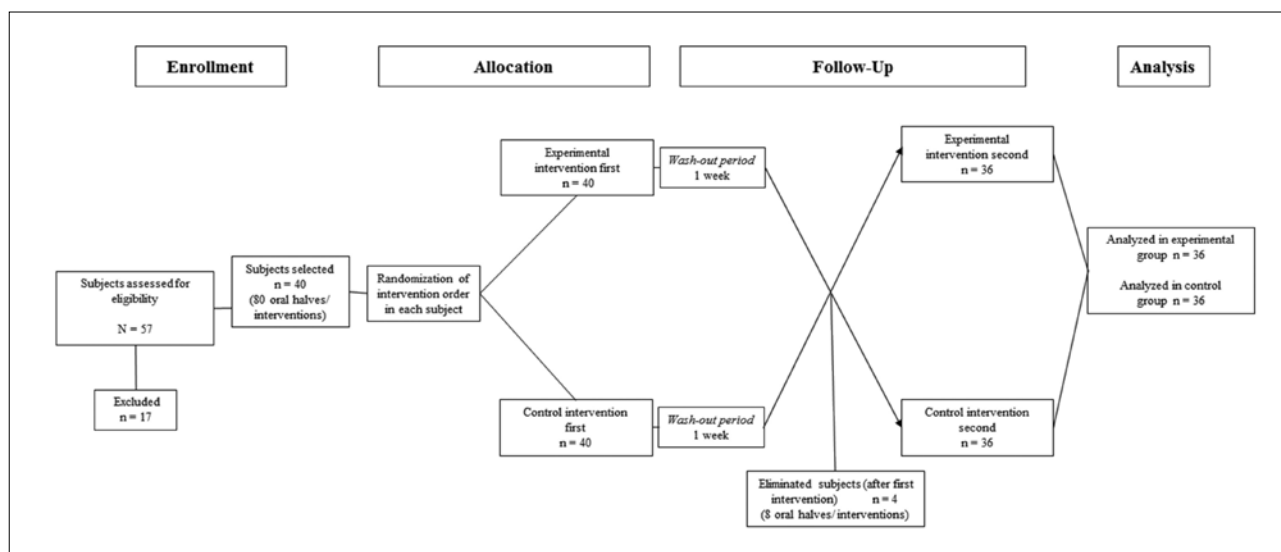 Enrollment
Allocation
Follow-Up
Analysis
Subjects assessed for
eligibility
N = 57
Excluded
n = 17
Subjects selected
n = 40
(80 oral halves/
interventions)
Randomization of
intervention order
in each subject
Experimental
intervention first
n = 40
Wash-out period
1 week
Control intervention
first
n = 40
Wash-out period
1 week
Experimental
intervention second
n = 36
Control intervention
second
n = 36
Eliminated subjects (after first
intervention) n = 4
(8 oral halves/interventions)
Analyzed in experimental
group n = 36
Analyzed in control
group n = 36